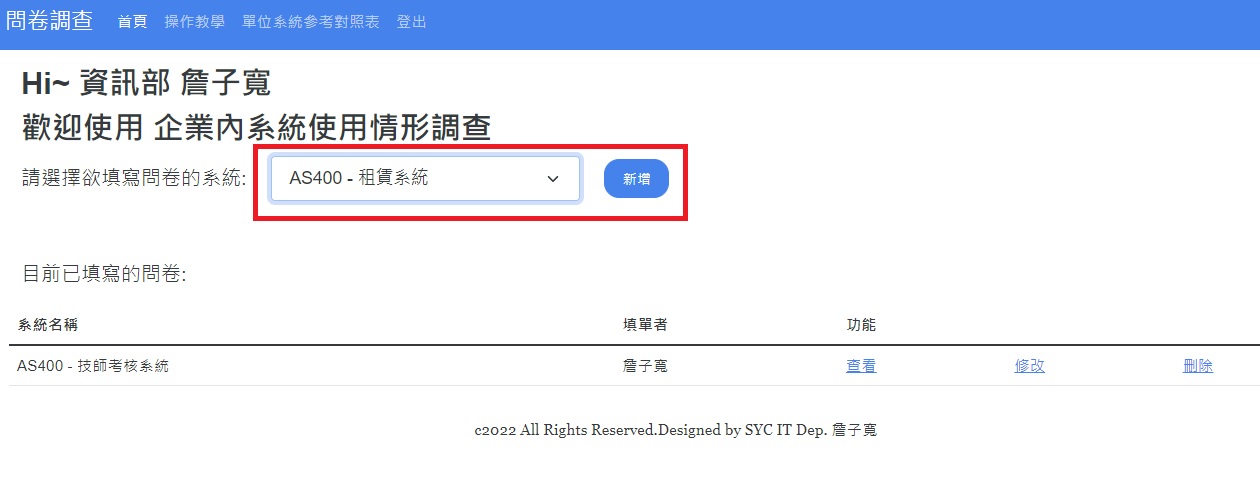 問卷調查 首頁 操作教學 單位系統參考對照表 登出
Hi~ 資訊部 詹子寬
歡迎使用 企業內系統使用情形調查
請選擇欲填寫問卷的系統: AS400 - 租賃系統 新增
目前已填寫的問卷:
系統名稱 填單者 功能
AS400 - 技師考核系統 詹子寬 查看 修改 刪除
c2022 All Rights Reserved.Designed by SYC IT Dep. 詹子寬